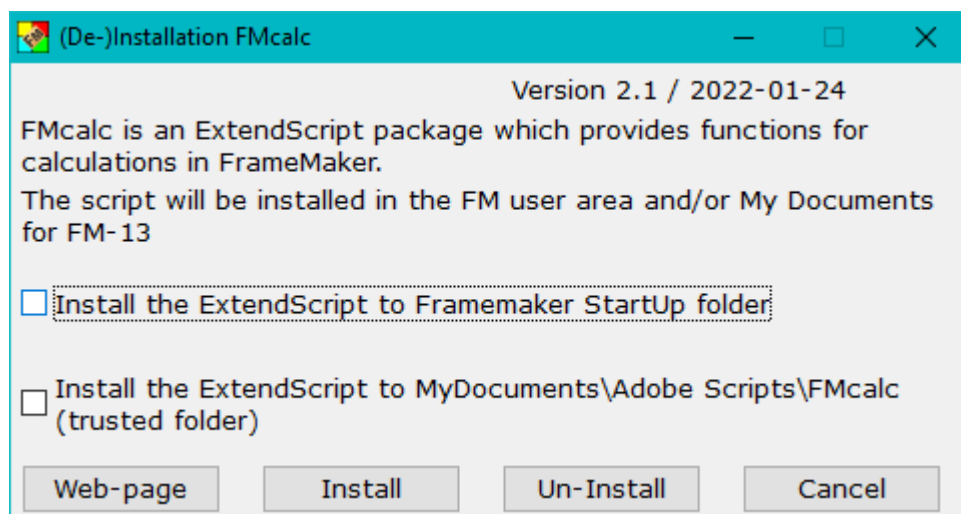 (De-)Installation FMcalc
Version 2.1 / 2022-01-24
FMcalc is an ExtendScript package which provides functions for
calculations in FrameMaker.
The script will be installed in the FM user area and/or My Documents
for FM-13
Install the ExtendScript to Framemaker StartUp folder
Install the ExtendScript to MyDocuments\Adobe Scripts\FMcalc
(trusted folder)
Web-page Install Un-Install Cancel